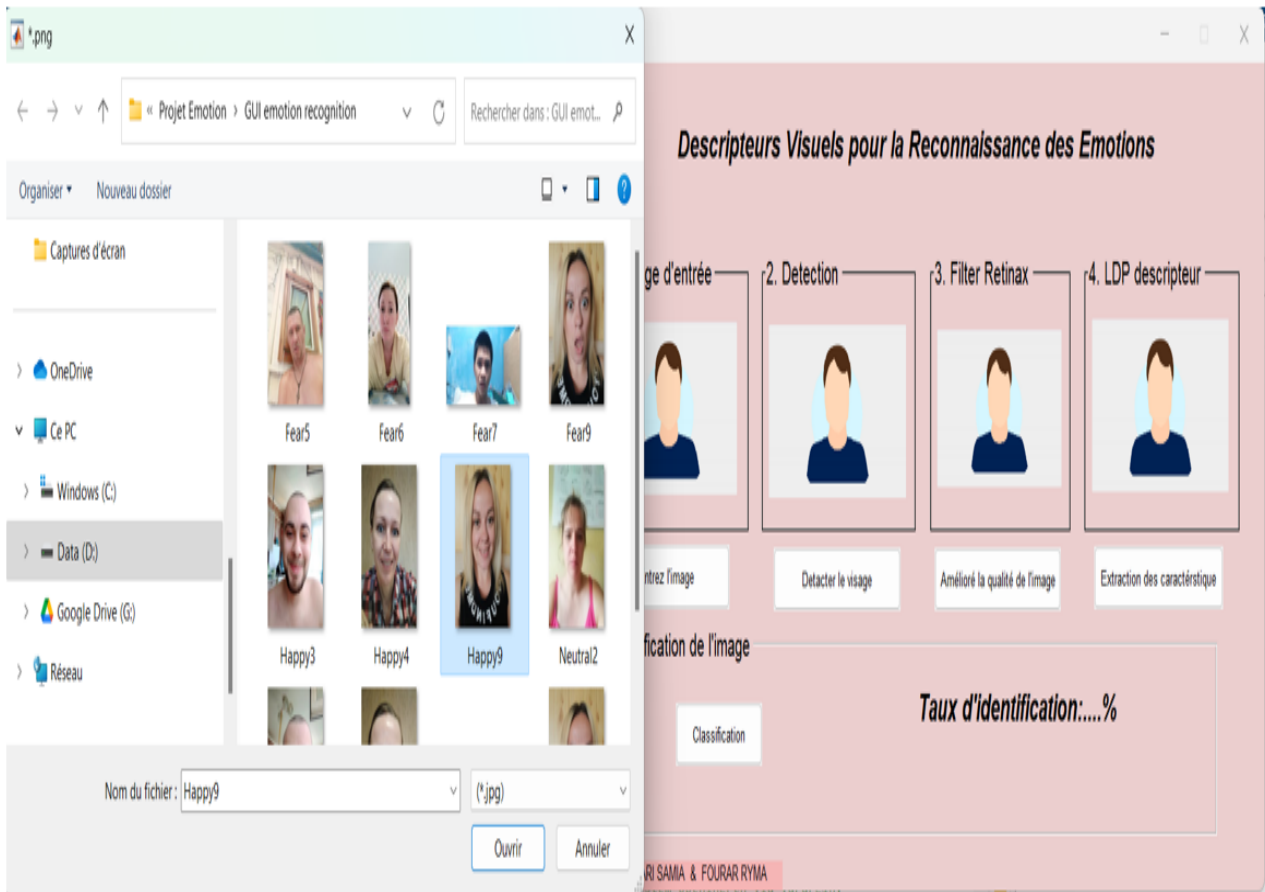 *.png
« Projet Emotion > GUI emotion recognition
Rechercher dans : GUI emot...
Organiser
Nouveau dossier
Captures d'écran
OneDrive
Ce PC
Windows (C:)
Data (D:)
Google Drive (G:)
Réseau
Fear5
Fear6
Fear7
Fear9
Happy3
Happy4
Happy9
Neutral2
Nom du fichier : Happy9
(*.jpg)
Ouvrir
Annuler
Descripteurs Visuels pour la Reconnaissance des Emotions
ge d'entrée
2. Detection
3. Filter Retinax
4. LDP descripteur
ntrez l'image
Detacter le visage
Amélioré la qualité de l'image
Extraction des caractérstique
fication de l'image
Classification
Taux d'identification:....%
RI SAMIA & FOURAR RYMA